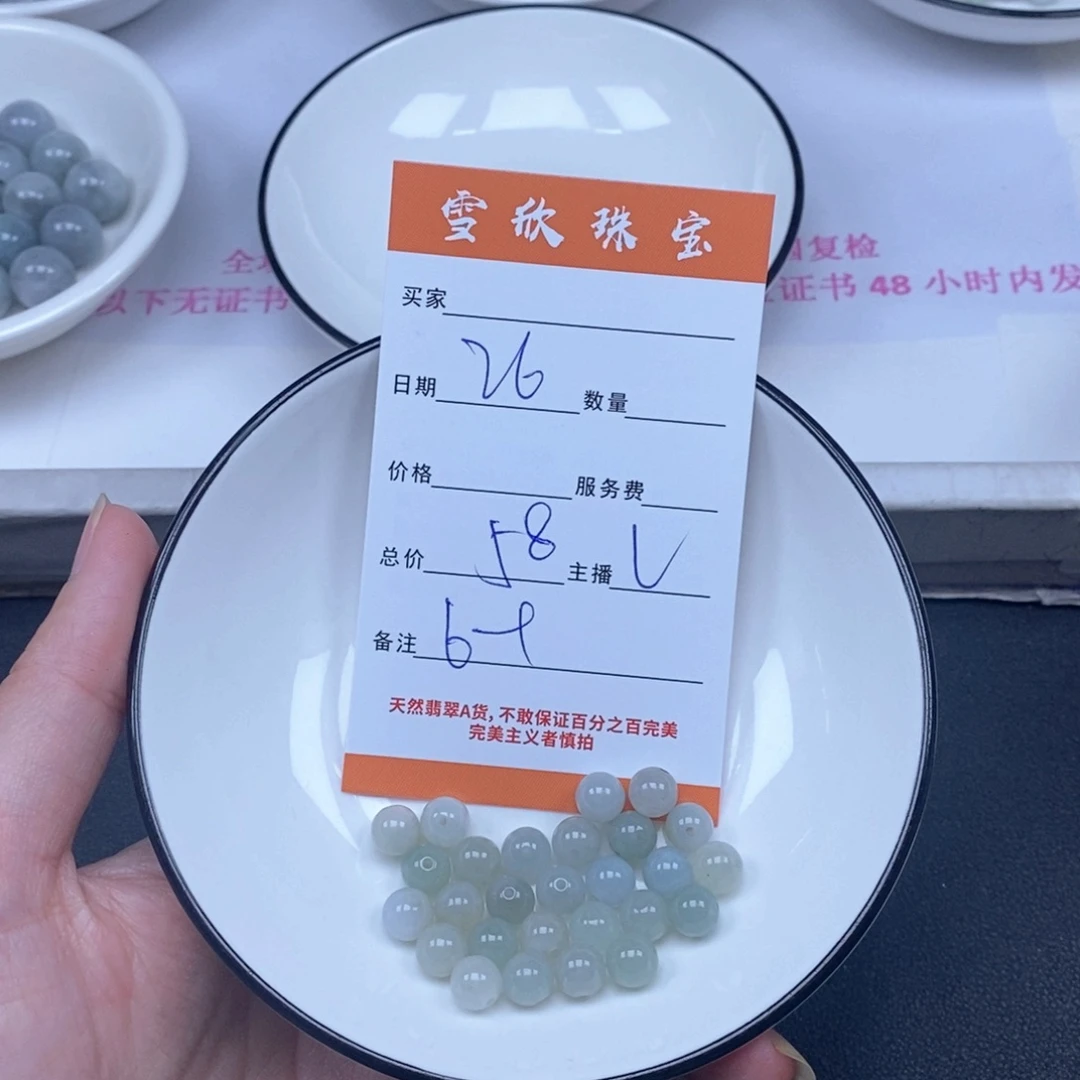 雪欣珠宝
全
复检
以下无证书
证书 48 小时内发
买家
日期 26 数量
价格 服务费
总价 58 主播 V
备注
天然翡翠A货,不敢保证百分之百完美
完美主义者慎拍